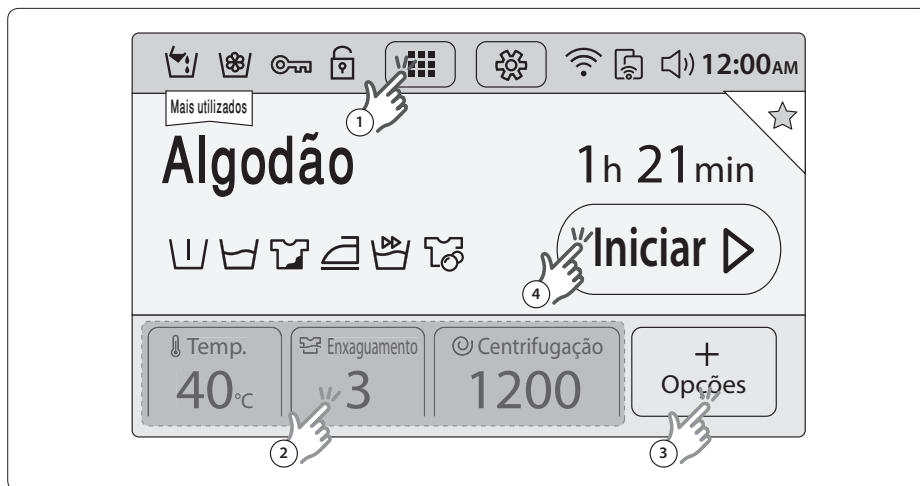 12:00AM
Mais utilizados
1
Algodão
1h 21min
Iniciar
4
Temp.
Enxaguamento
Centrifugação
+
Opções
40°C
3
1200
2
3